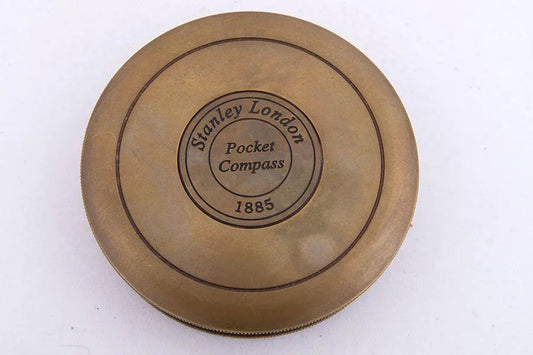 Stanley London
Pocket
Compass
1885